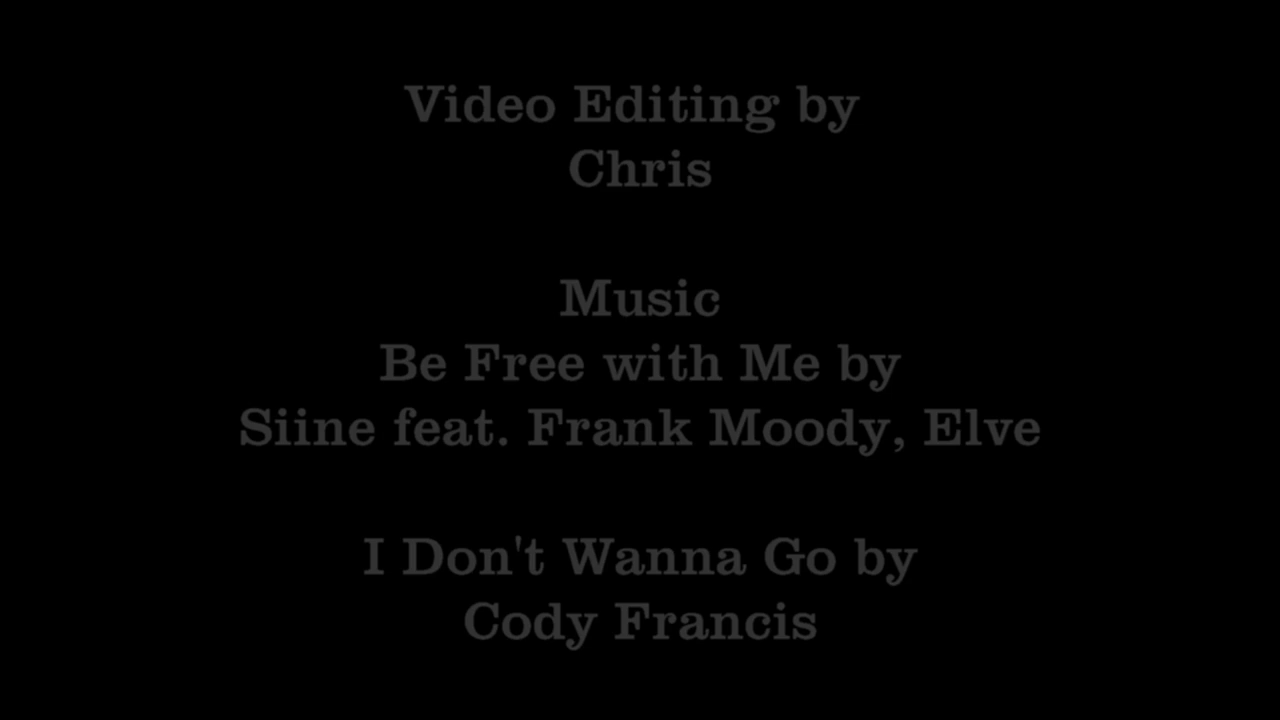 Video Editing by
Chris
Music
Be Free with Me by
Siine feat. Frank Moody, Elve
I Don't Wanna Go by
Cody Francis